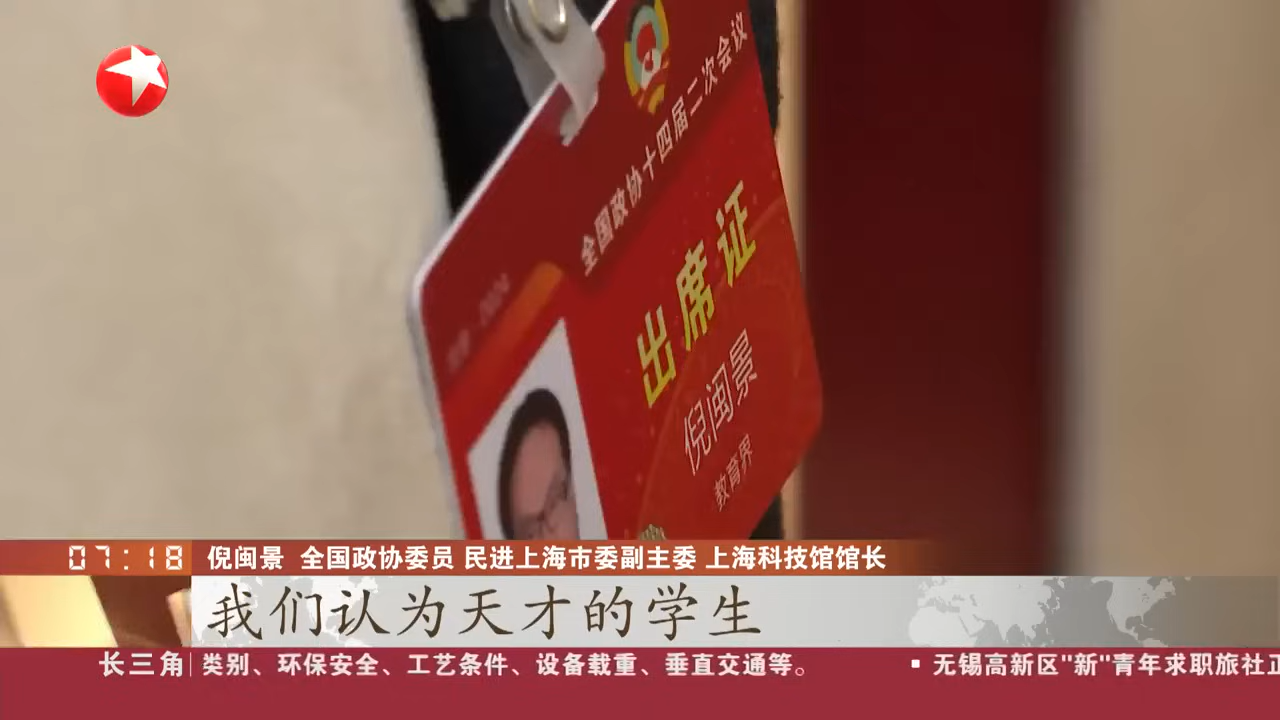 全国政协十四届二次会议
出席证
倪闽景
教育界
07:18
倪闽景 全国政协委员 民进上海市委副主委 上海科技馆馆长
我们认为天才的学生
长三角 类别、环保安全、工艺条件、设备载重、垂直交通等。 ▪ 无锡高新区"新"青年求职旅社正